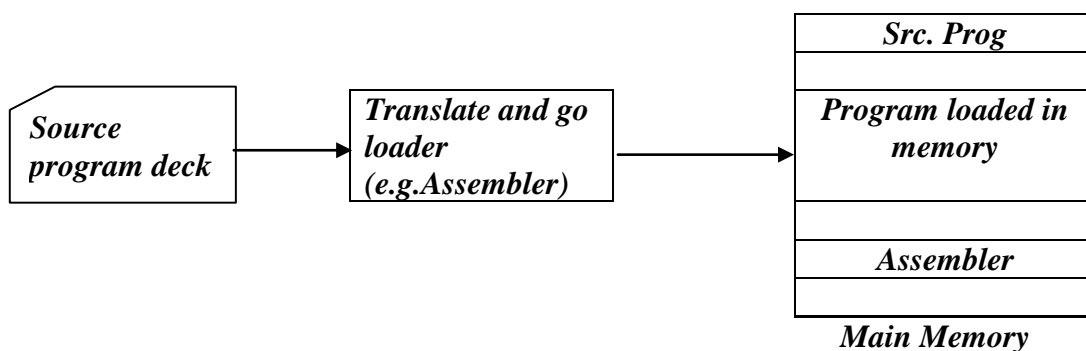 Source
program deck
Translate and go
loader
(e.g.Assembler)
Src. Prog
Program loaded in
memory
Assembler
Main Memory